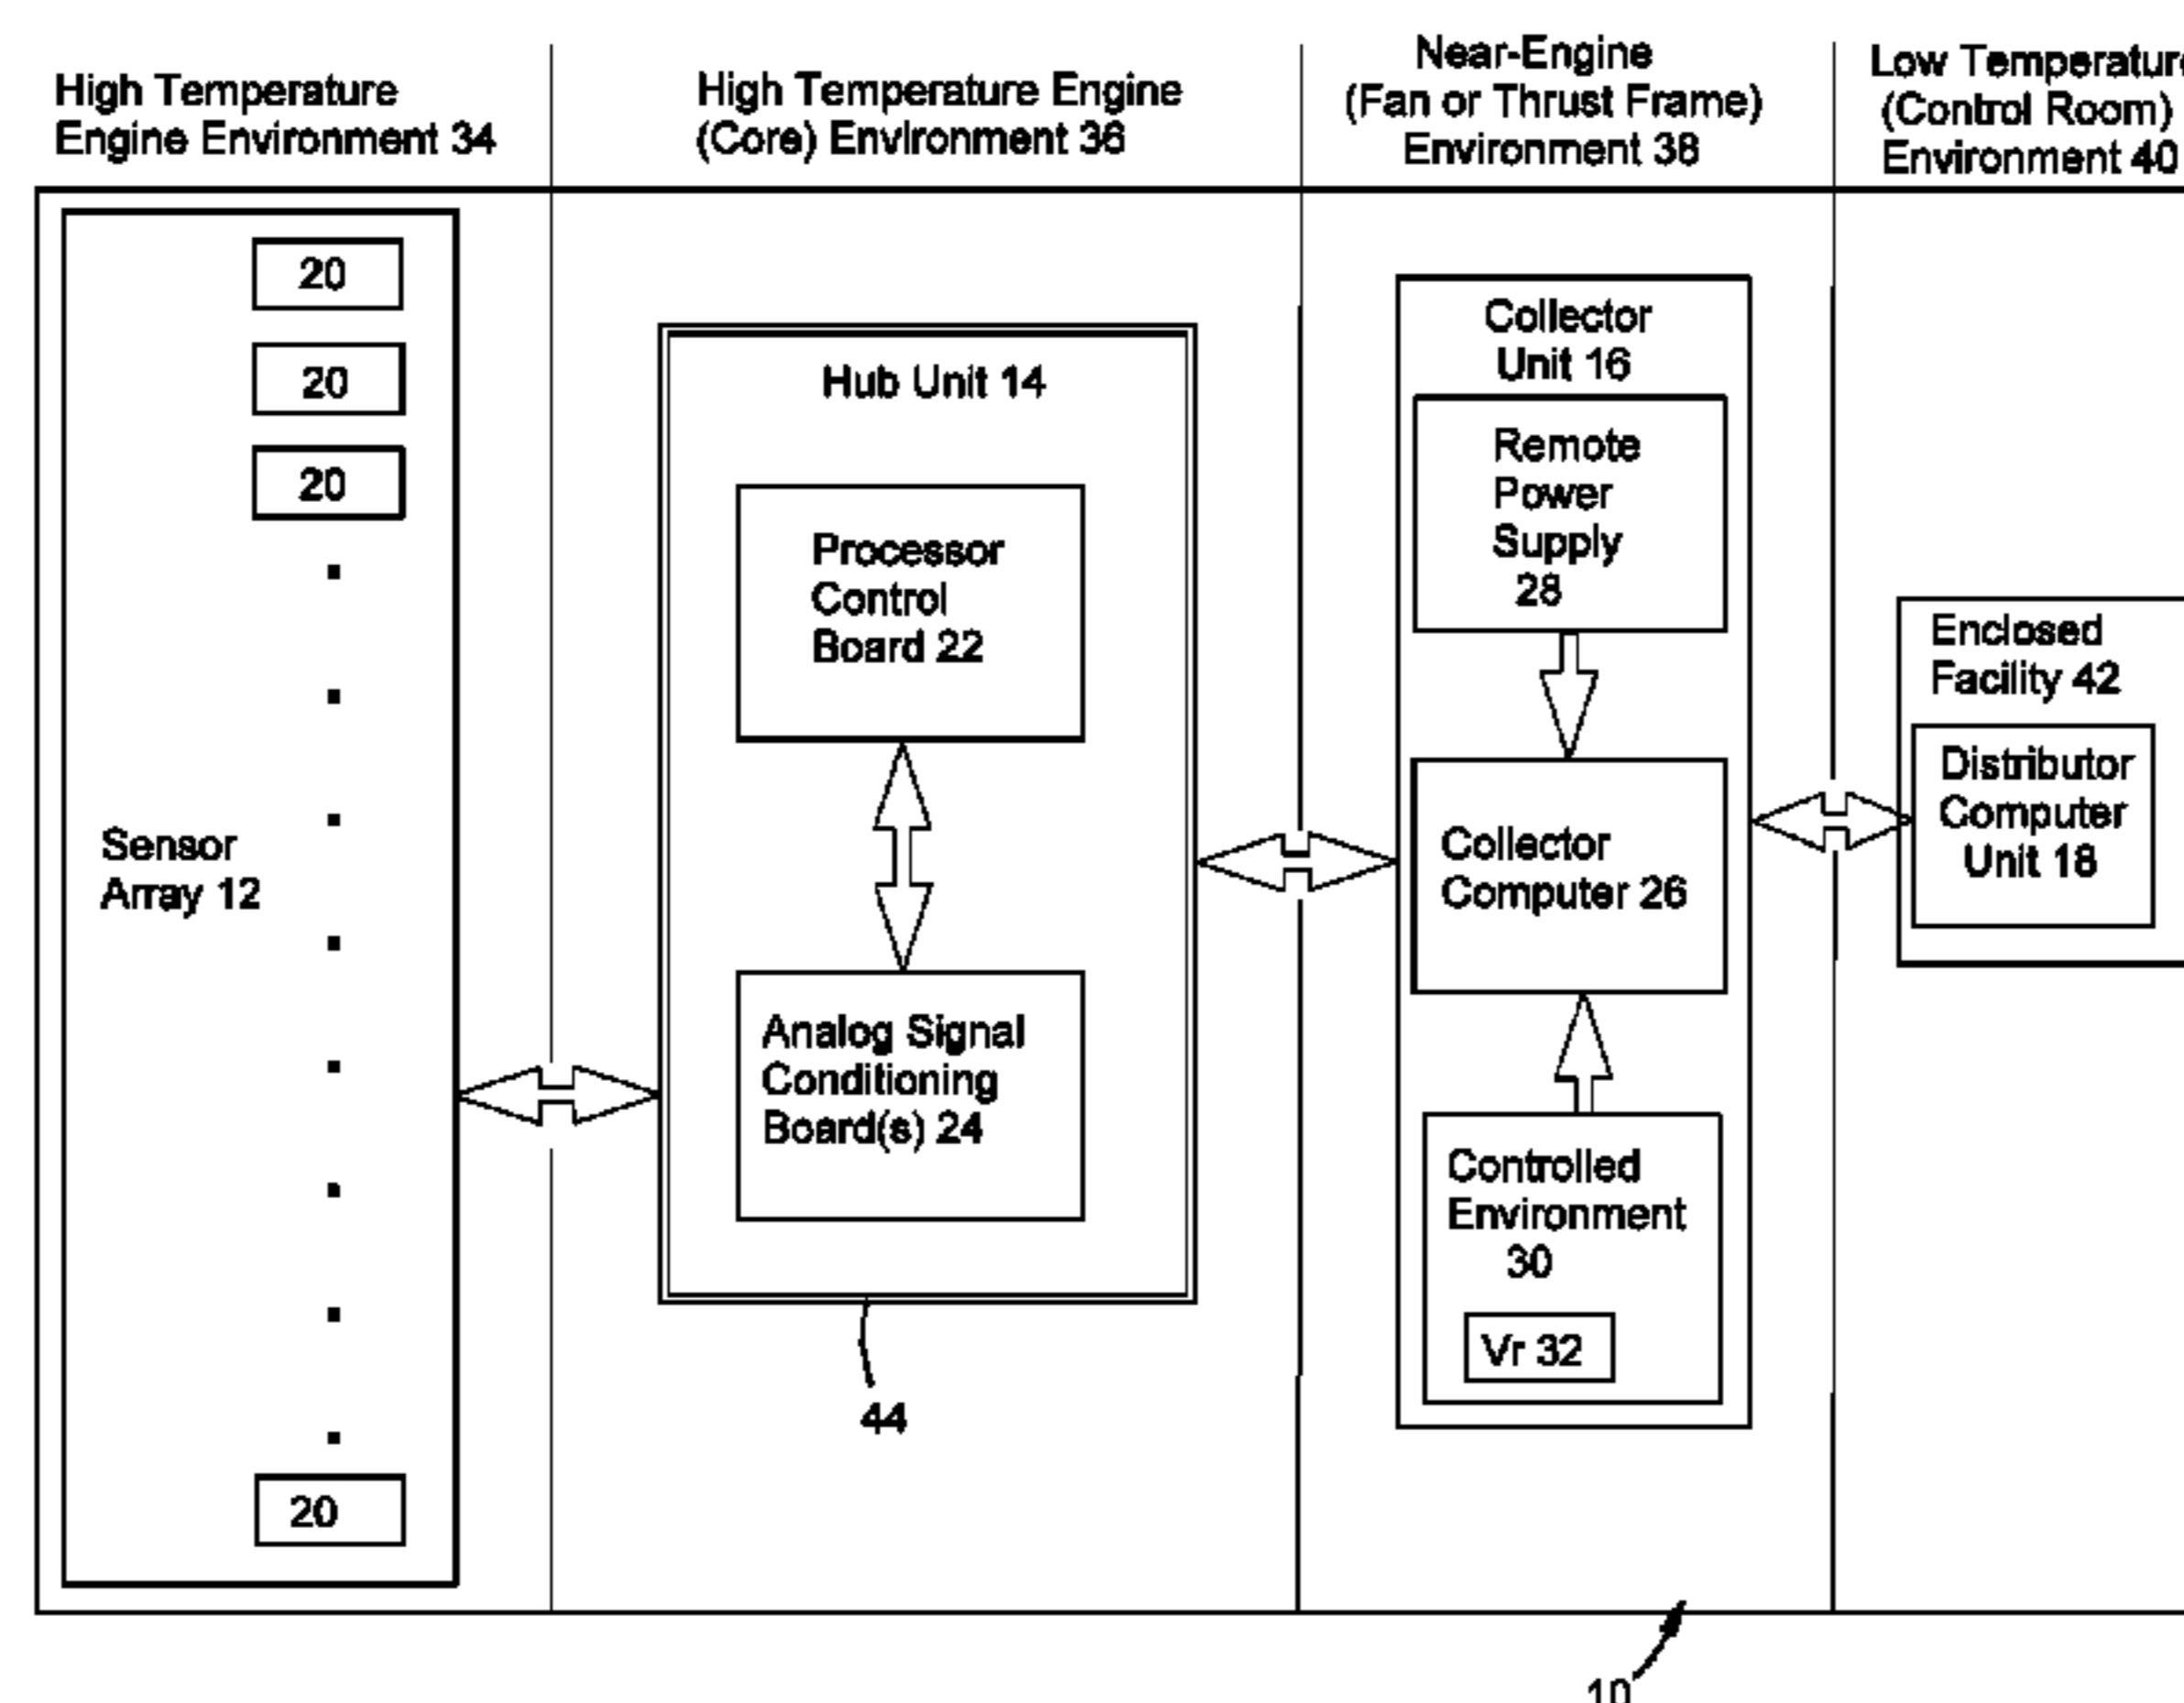 High Temperature
Engine Environment 34
High Temperature Engine
(Core) Environment 36
Near-Engine
(Fan or Thrust Frame)
Environment 38
Low Temperature
(Control Room)
Environment 40
20
20
20
Sensor
Array 12
20
Hub Unit 14
Processor
Control
Board 22
Analog Signal
Conditioning
Board(s) 24
44
Collector
Unit 16
Remote
Power
Supply
28
Collector
Computer 26
Controlled
Environment
30
Vr 32
Enclosed
Facility 42
Distributor
Computer
Unit 18
10